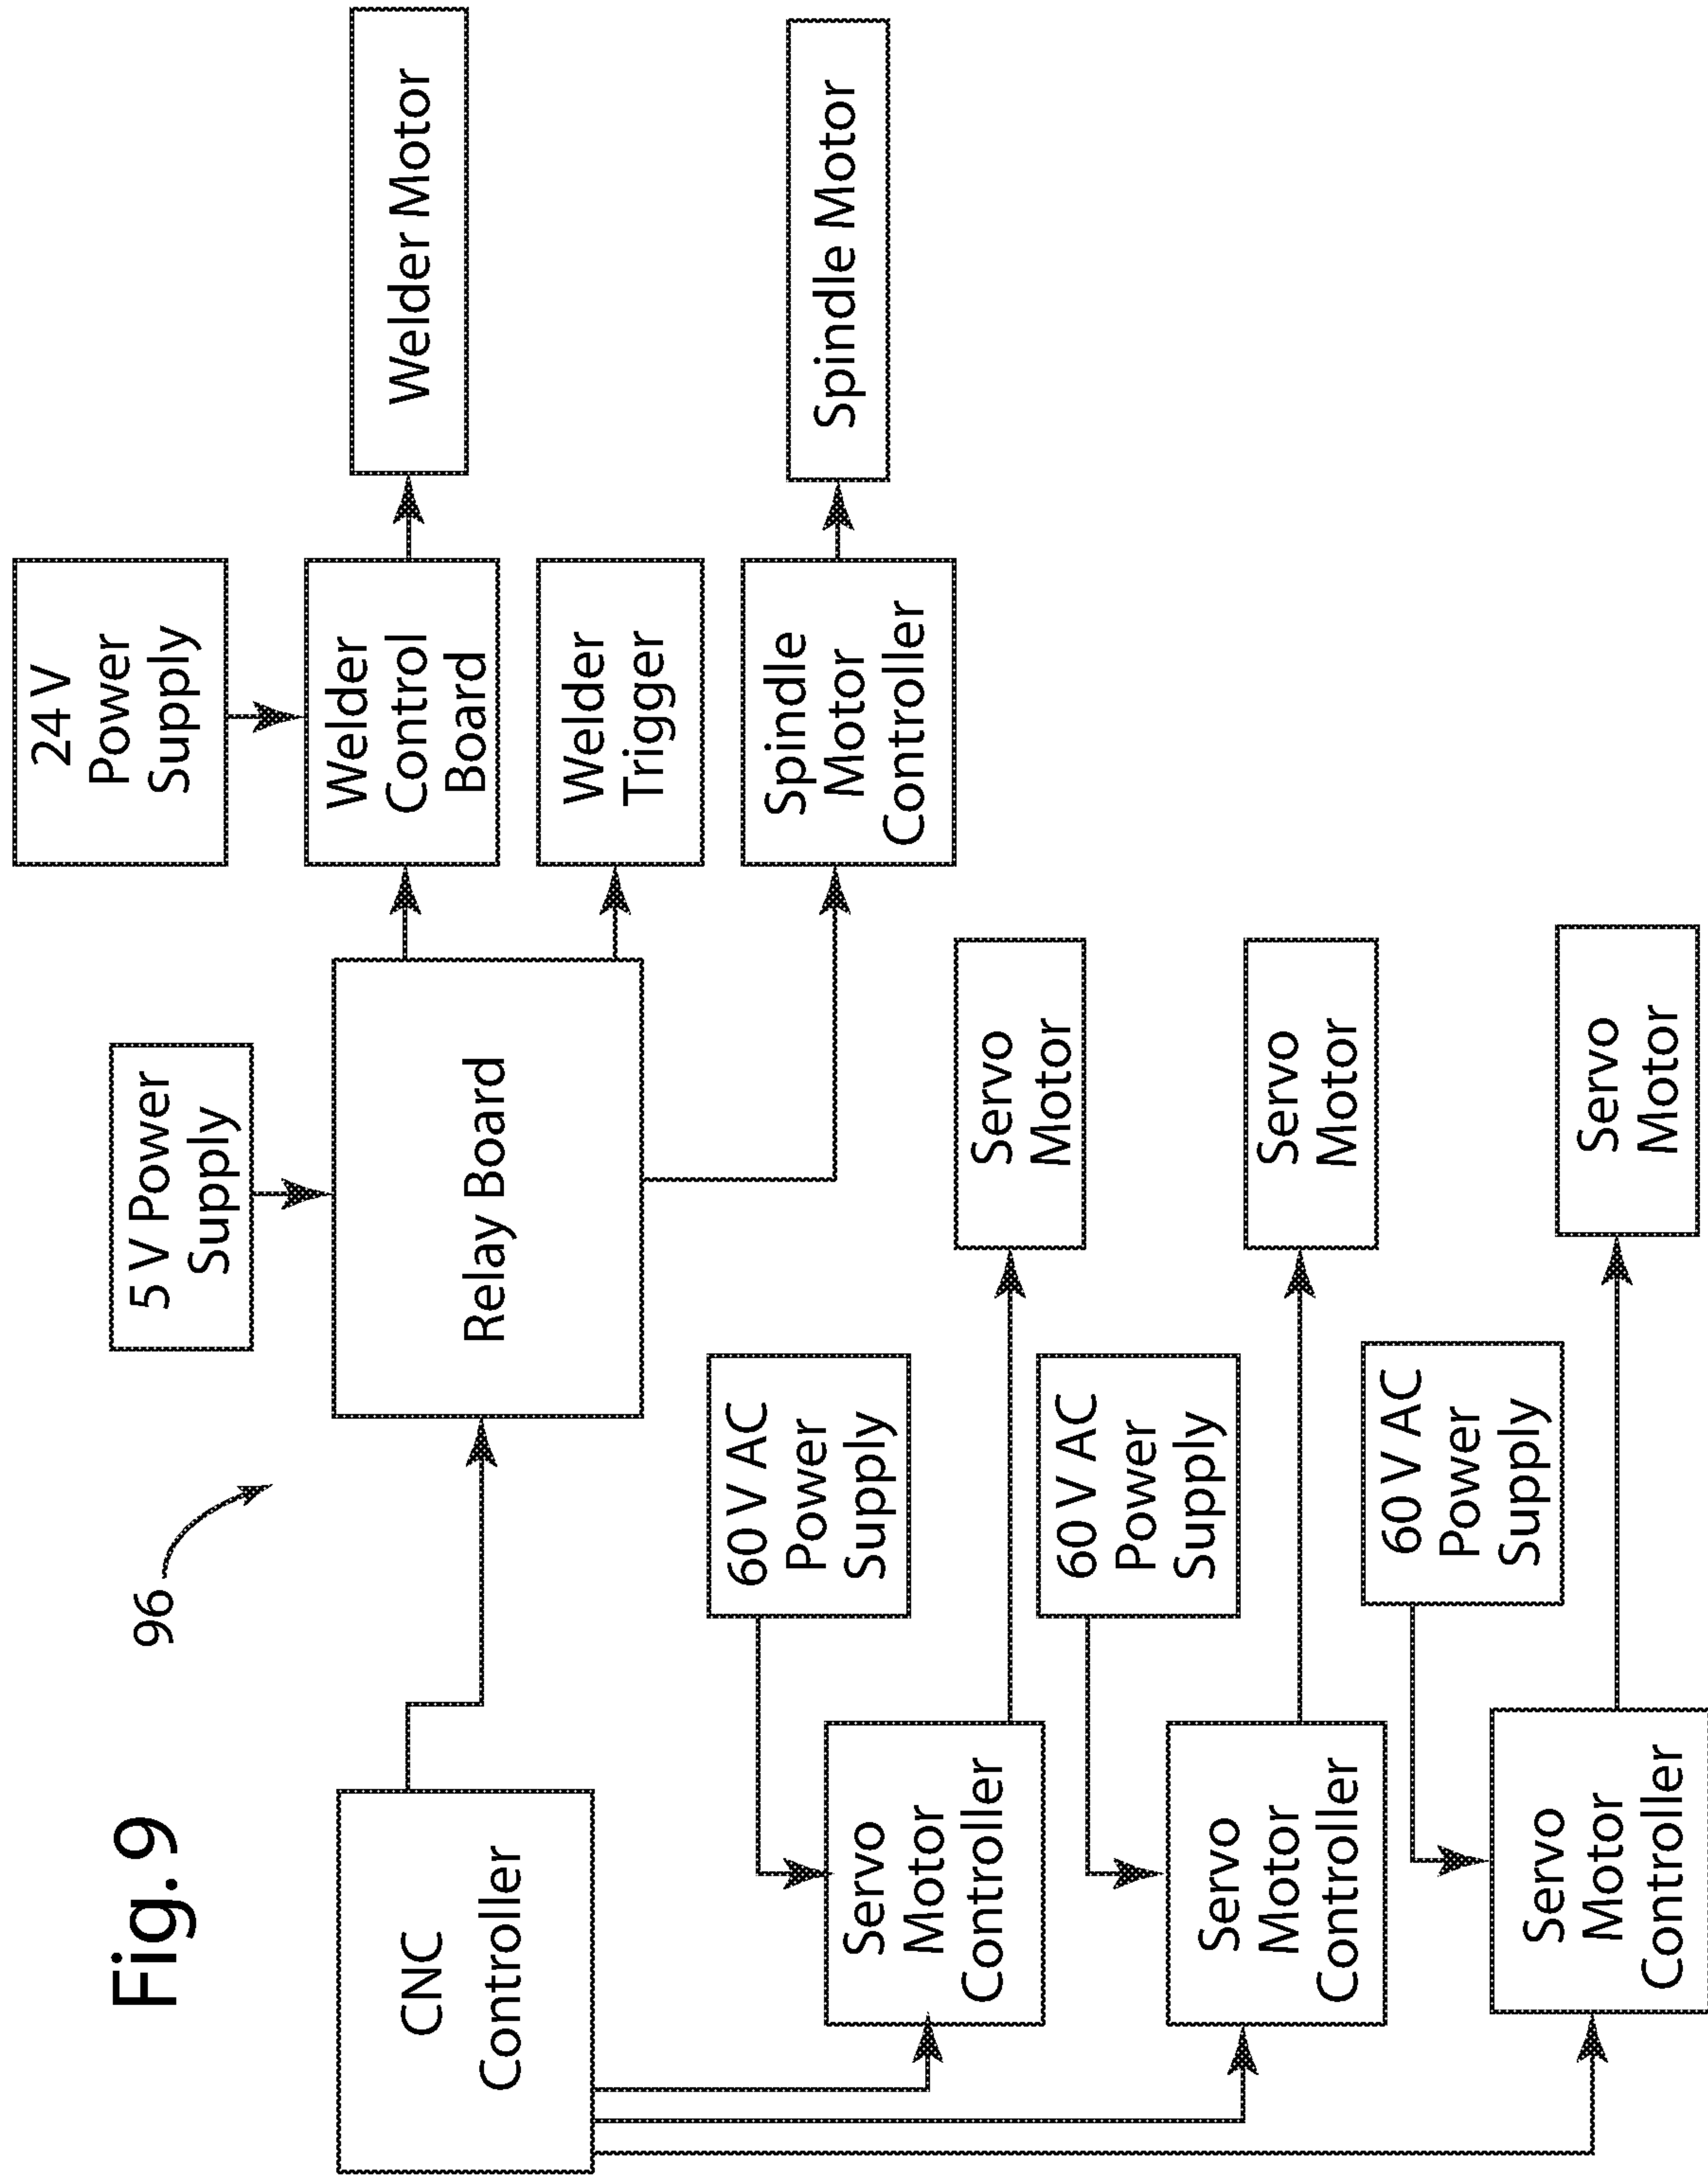 Fig. 9
96
24 V
Power
Supply
5 V Power
Supply
CNC
Controller
Relay Board
Welder
Control
Board
Welder Motor
Welder
Trigger
Spindle
Motor
Controller
Spindle Motor
60 V AC
Power
Supply
Servo
Motor
Controller
Servo
Motor
60 V AC
Power
Supply
Servo
Motor
Controller
Servo
Motor
60 V AC
Power
Supply
Servo
Motor
Controller
Servo
Motor